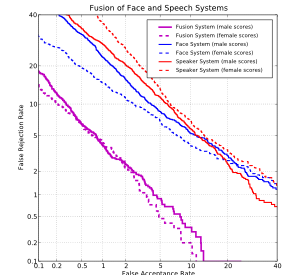 Fusion of Face and Speech Systems
Fusion System (male scores)
Fusion System (female scores)
Face System (male scores)
Face System (female scores)
Speaker System (male scores)
Speaker System (female scores)
False Rejection Rate
40
20
10
5
2
1
0.5
0.2
0.1
0.1 0.2 0.5 1 2 5 10 20 40
False Acceptance Rate